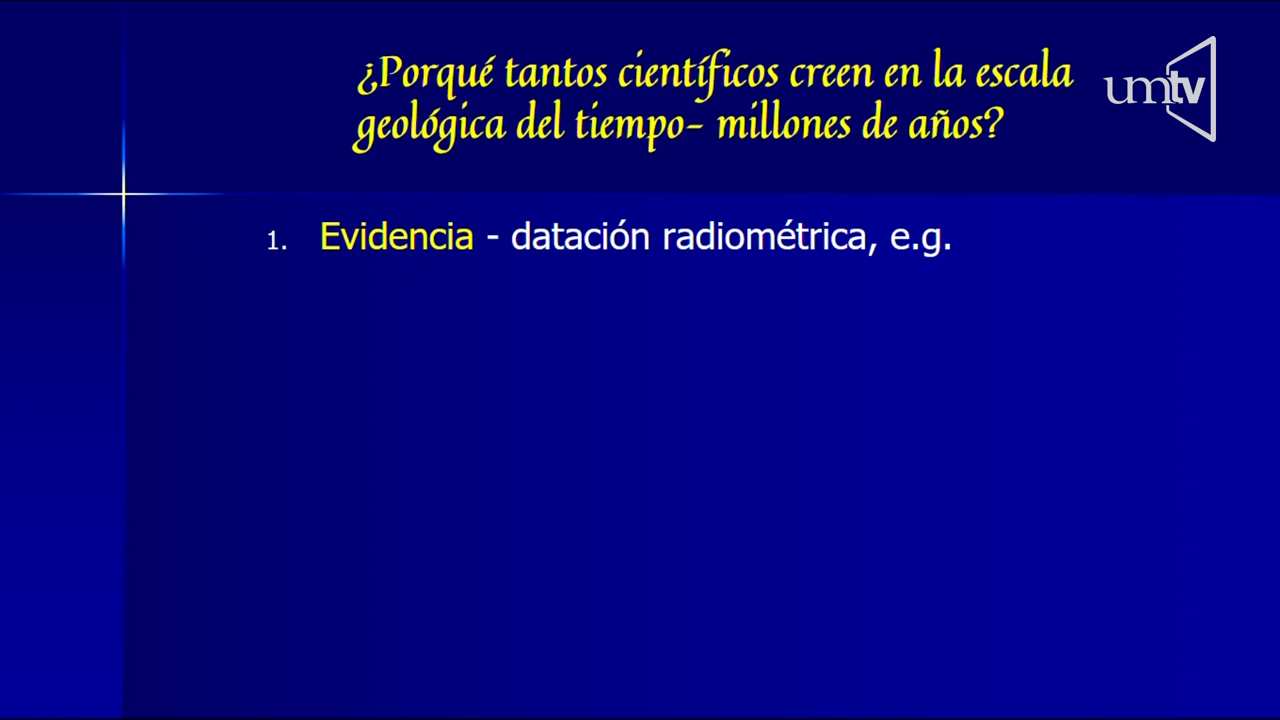 ¿Porqué tantos científicos creen en la escala
geológica del tiempo- millones de años?
umtv
1. Evidencia - datación radiométrica, e.g.